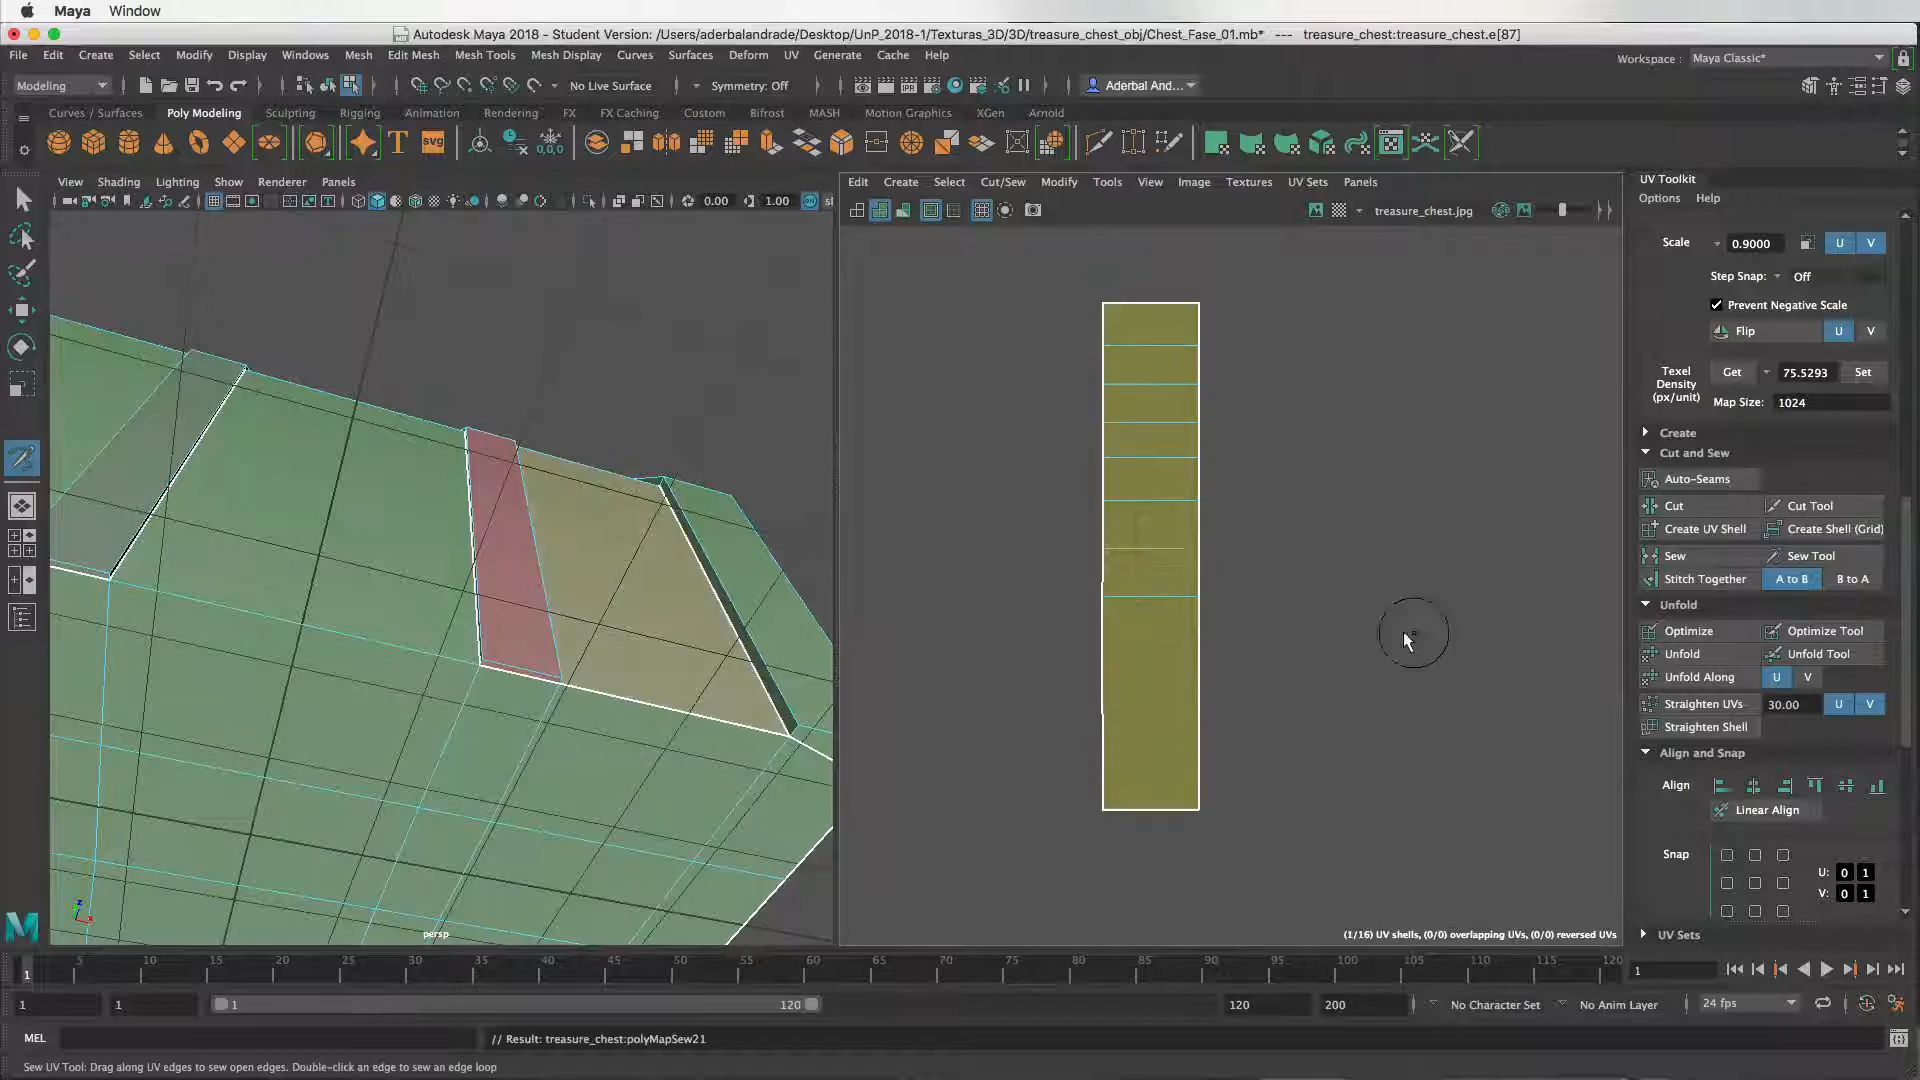 Maya Window
Autodesk Maya 2018 - Student Version: /Users/aderbalandrade/Desktop/UnP_2018-1/Texturas_3D/3D/treasure_chest_obj/Chest_Fase_01.mb* --- treasure_chest:treasure_chest.e[87]
File Edit Create Select Modify Display Windows Mesh Edit Mesh Mesh Tools Mesh Display Curves Surfaces Deform UV Generate Cache Help
Workspace : Maya Classic*
Modeling No Live Surface Symmetry: Off IPR Aderbal And...
Curves / Surfaces Poly Modeling Sculpting Rigging Animation Rendering FX FX Caching Custom Bifrost MASH Motion Graphics XGen Arnold
T SVG 0,0,0
View Shading Lighting Show Renderer Panels
0.00 1.00
Edit Create Select Cut/Sew Modify Tools View Image Textures UV Sets Panels
treasure_chest.jpg
UV Toolkit
Options Help
Scale 0.9000 U V
Step Snap: Off
Prevent Negative Scale
Flip U V
Texel Density (px/unit) Get 75.5293 Set
Map Size: 1024
Create
Cut and Sew
Auto-Seams
Cut Cut Tool
Create UV Shell Create Shell (Grid)
Sew Sew Tool
Stitch Together A to B B to A
Unfold
Optimize Optimize Tool
Unfold Unfold Tool
Unfold Along U V
Straighten UVs 30.00 U V
Straighten Shell
Align and Snap
Align
Linear Align
Snap
U: 0 1
V: 0 1
UV Sets
z
x
persp
(1/16) UV shells, (0/0) overlapping UVs, (0/0) reversed UVs
1 5 10 15 20 25 30 35 40 45 50 55 60 65 70 75 80 85 90 95 100 105 110 115 120
1
1 1 1 120 120 200 No Character Set No Anim Layer 24 fps
MEL // Result: treasure_chest:polyMapSew21
Sew UV Tool: Drag along UV edges to sew open edges. Double-click an edge to sew an edge loop